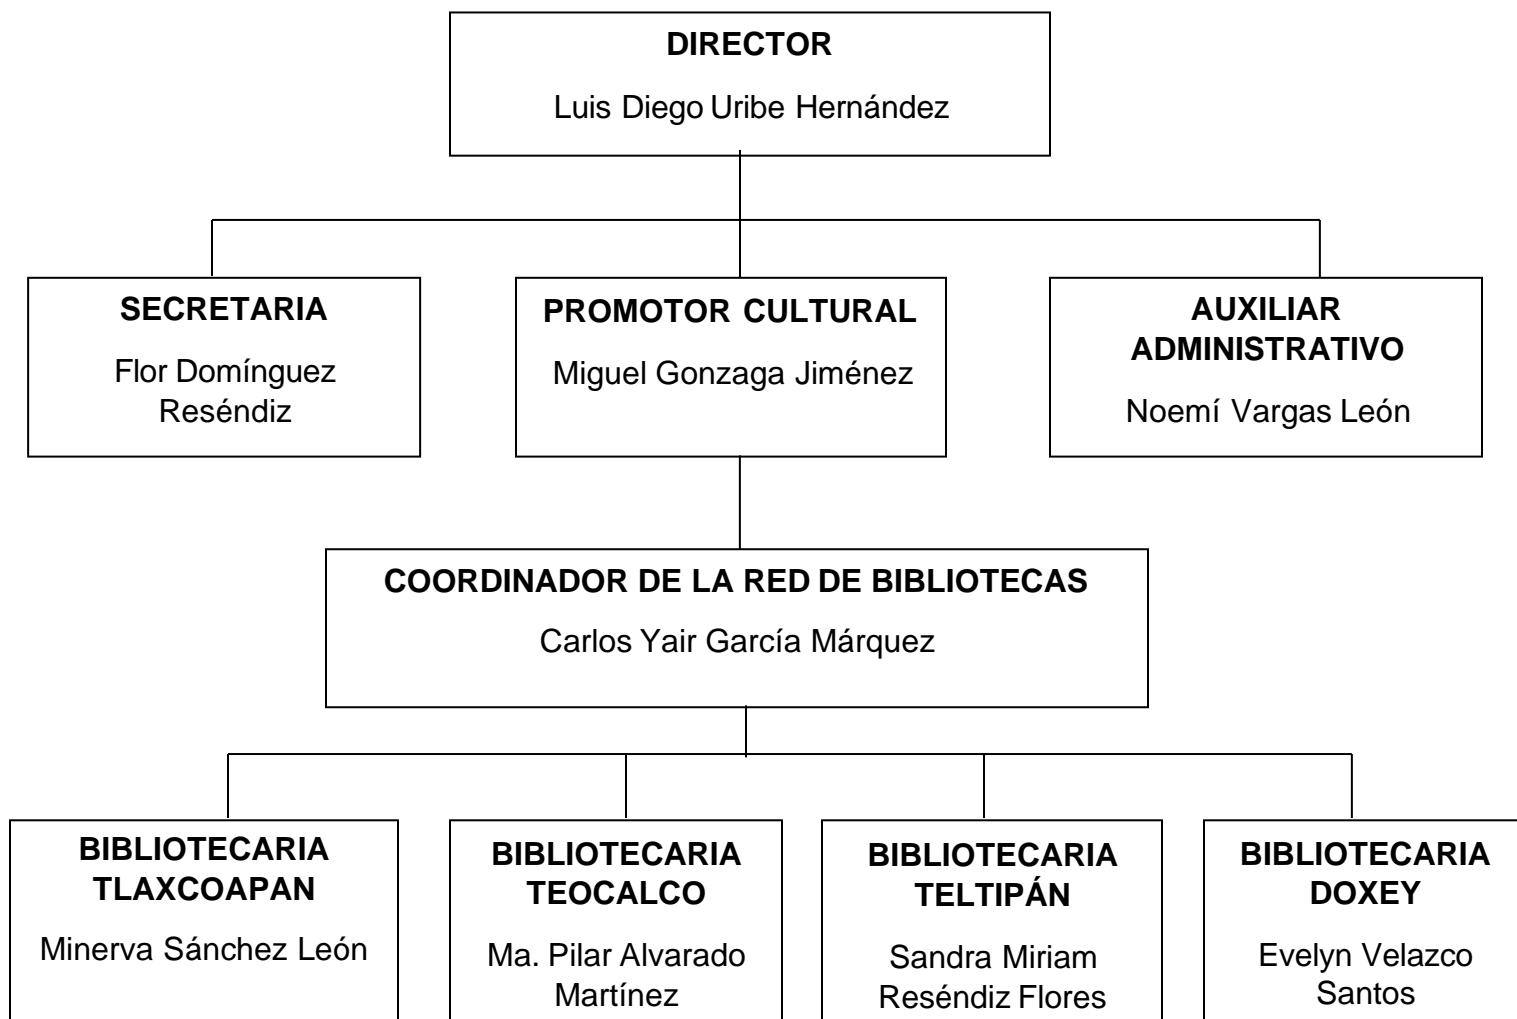 DIRECTOR
Luis Diego Uribe Hernández
SECRETARIA
Flor Domínguez
Reséndiz
PROMOTOR CULTURAL
Miguel Gonzaga Jiménez
AUXILIAR
ADMINISTRATIVO
Noemí Vargas León
COORDINADOR DE LA RED DE BIBLIOTECAS
Carlos Yair García Márquez
BIBLIOTECARIA
TLAXCOAPAN
Minerva Sánchez León
BIBLIOTECARIA
TEOCALCO
Ma. Pilar Alvarado
Martínez
BIBLIOTECARIA
TELTIPÁN
Sandra Miriam
Reséndiz Flores
BIBLIOTECARIA
DOXEY
Evelyn Velazco
Santos